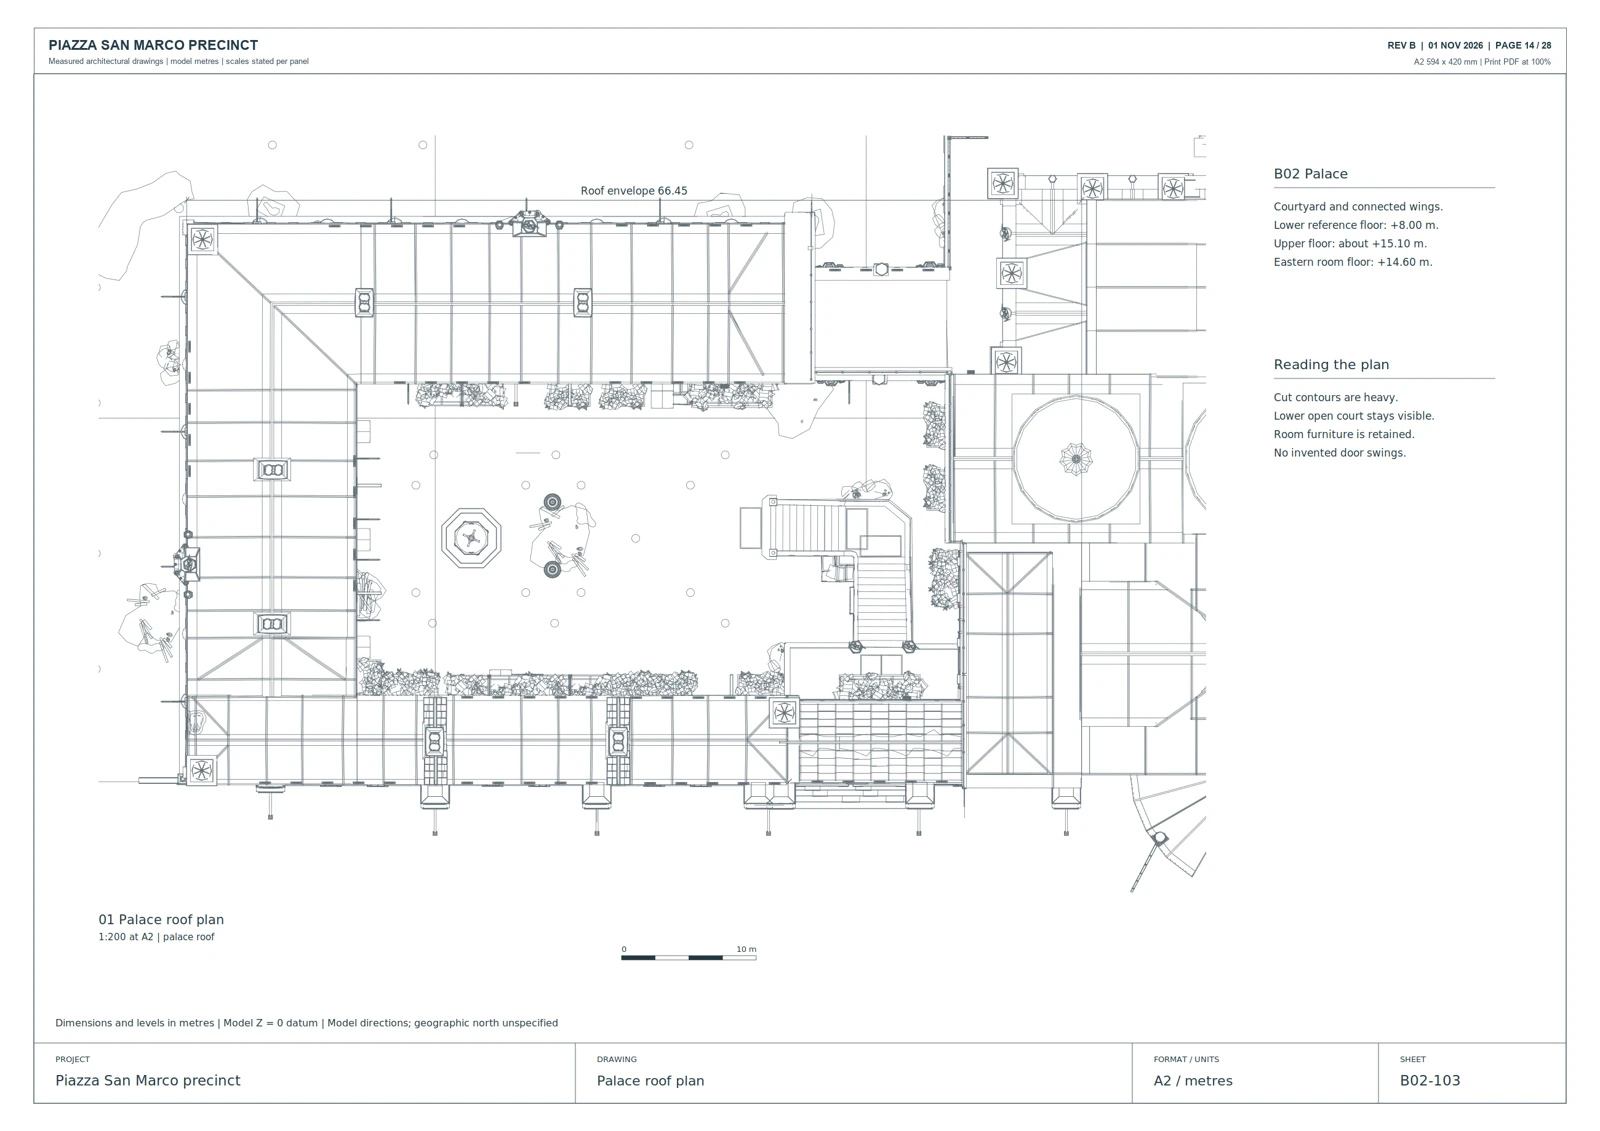 PIAZZA SAN MARCO PRECINCT
Measured architectural drawings | model metres | scales stated per panel
REV B | 01 NOV 2026 | PAGE 14 / 28
A2 594 x 420 mm | Print PDF at 100%
Roof envelope 66.45
B02 Palace
Courtyard and connected wings.
Lower reference floor: +8.00 m.
Upper floor: about +15.10 m.
Eastern room floor: +14.60 m.
Reading the plan
Cut contours are heavy.
Lower open court stays visible.
Room furniture is retained.
No invented door swings.
01 Palace roof plan
1:200 at A2 | palace roof
0 10 m
Dimensions and levels in metres | Model Z = 0 datum | Model directions; geographic north unspecified
PROJECT
Piazza San Marco precinct
DRAWING
Palace roof plan
FORMAT / UNITS
A2 / metres
SHEET
B02-103